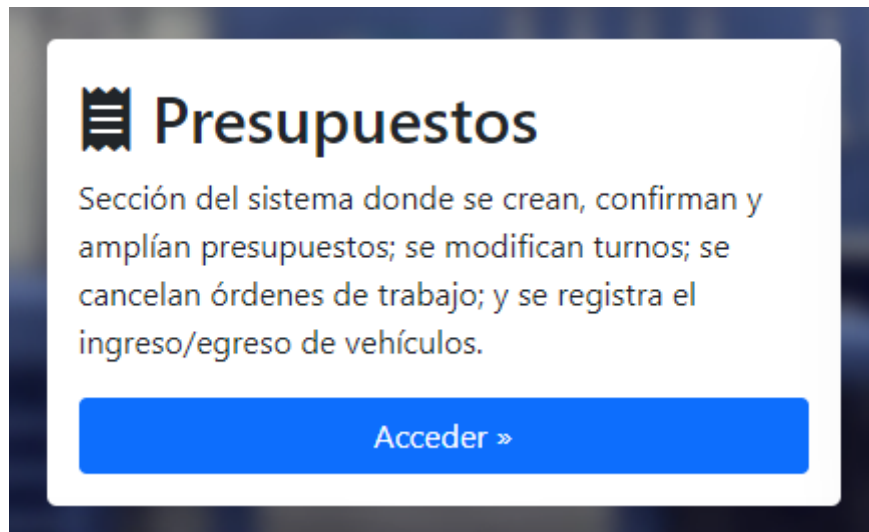 Presupuestos
Sección del sistema donde se crean, confirman y
amplían presupuestos; se modifican turnos; se
cancelan órdenes de trabajo; y se registra el
ingreso/egreso de vehículos.
Acceder »